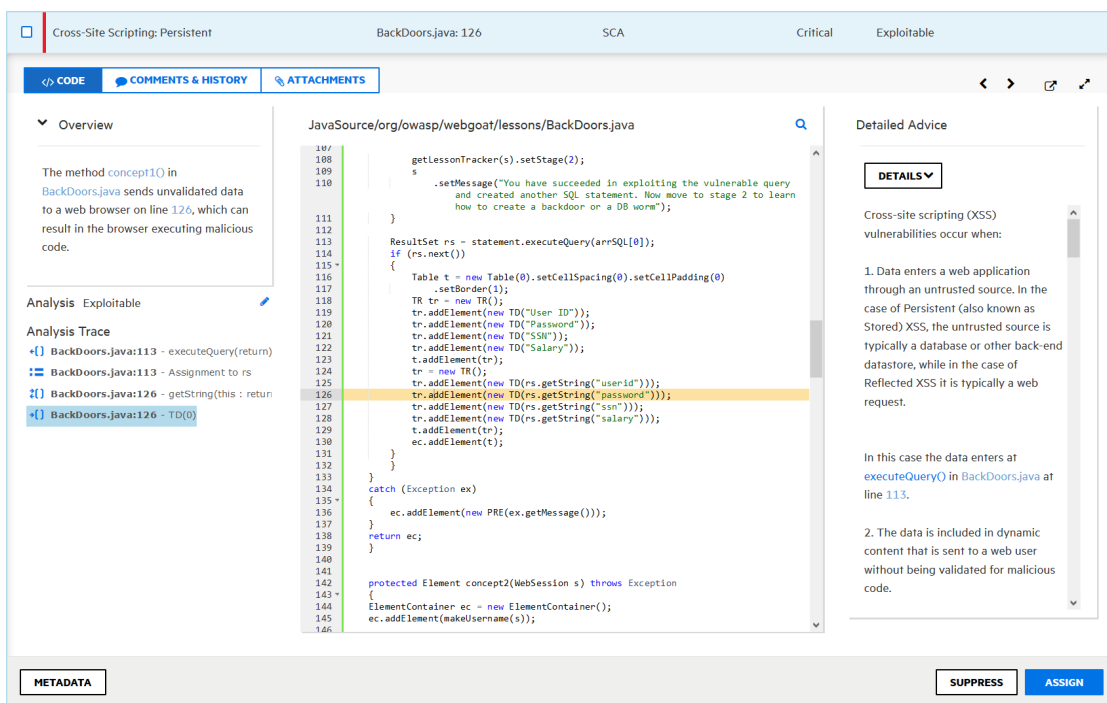 Cross-Site Scripting: Persistent BackDoors.java: 126 SCA Critical Exploitable
</> CODE COMMENTS & HISTORY ATTACHMENTS
Overview
The method concept1() in
BackDoors.java sends unvalidated data
to a web browser on line 126, which can
result in the browser executing malicious
code.
Analysis Exploitable
Analysis Trace
BackDoors.java:113 - executeQuery(return)
BackDoors.java:113 - Assignment to rs
BackDoors.java:126 - getString(this : return
BackDoors.java:126 - TD(0)
JavaSource/org/owasp/webgoat/lessons/BackDoors.java
107
108 getLessonTracker(s).setStage(2);
109 s
110 .setMessage("You have succeeded in exploiting the vulnerable query
and created another SQL statement. Now move to stage 2 to learn
how to create a backdoor or a DB worm");
111 }
112
113 ResultSet rs = statement.executeQuery(arrSQL[0]);
114 if (rs.next())
115 {
116 Table t = new Table(0).setCellSpacing(0).setCellPadding(0)
117 .setBorder(1);
118 TR tr = new TR();
119 tr.addElement(new TD("User ID"));
120 tr.addElement(new TD("Password"));
121 tr.addElement(new TD("SSN"));
122 tr.addElement(new TD("Salary"));
123 t.addElement(tr);
124 tr = new TR();
125 tr.addElement(new TD(rs.getString("userid")));
126 tr.addElement(new TD(rs.getString("password")));
127 tr.addElement(new TD(rs.getString("ssn")));
128 tr.addElement(new TD(rs.getString("salary")));
129 t.addElement(tr);
130 ec.addElement(t);
131 }
132 }
133 }
134 catch (Exception ex)
135 {
136 ec.addElement(new PRE(ex.getMessage()));
137 }
138 return ec;
139 }
140
141
142 protected Element concept2(WebSession s) throws Exception
143 {
144 ElementContainer ec = new ElementContainer();
145 ec.addElement(makeUsername(s));
146
Detailed Advice
DETAILS
Cross-site scripting (XSS)
vulnerabilities occur when:
1. Data enters a web application
through an untrusted source. In the
case of Persistent (also known as
Stored) XSS, the untrusted source is
typically a database or other back-end
datastore, while in the case of
Reflected XSS it is typically a web
request.
In this case the data enters at
executeQuery() in BackDoors.java at
line 113.
2. The data is included in dynamic
content that is sent to a web user
without being validated for malicious
code.
METADATA SUPPRESS ASSIGN